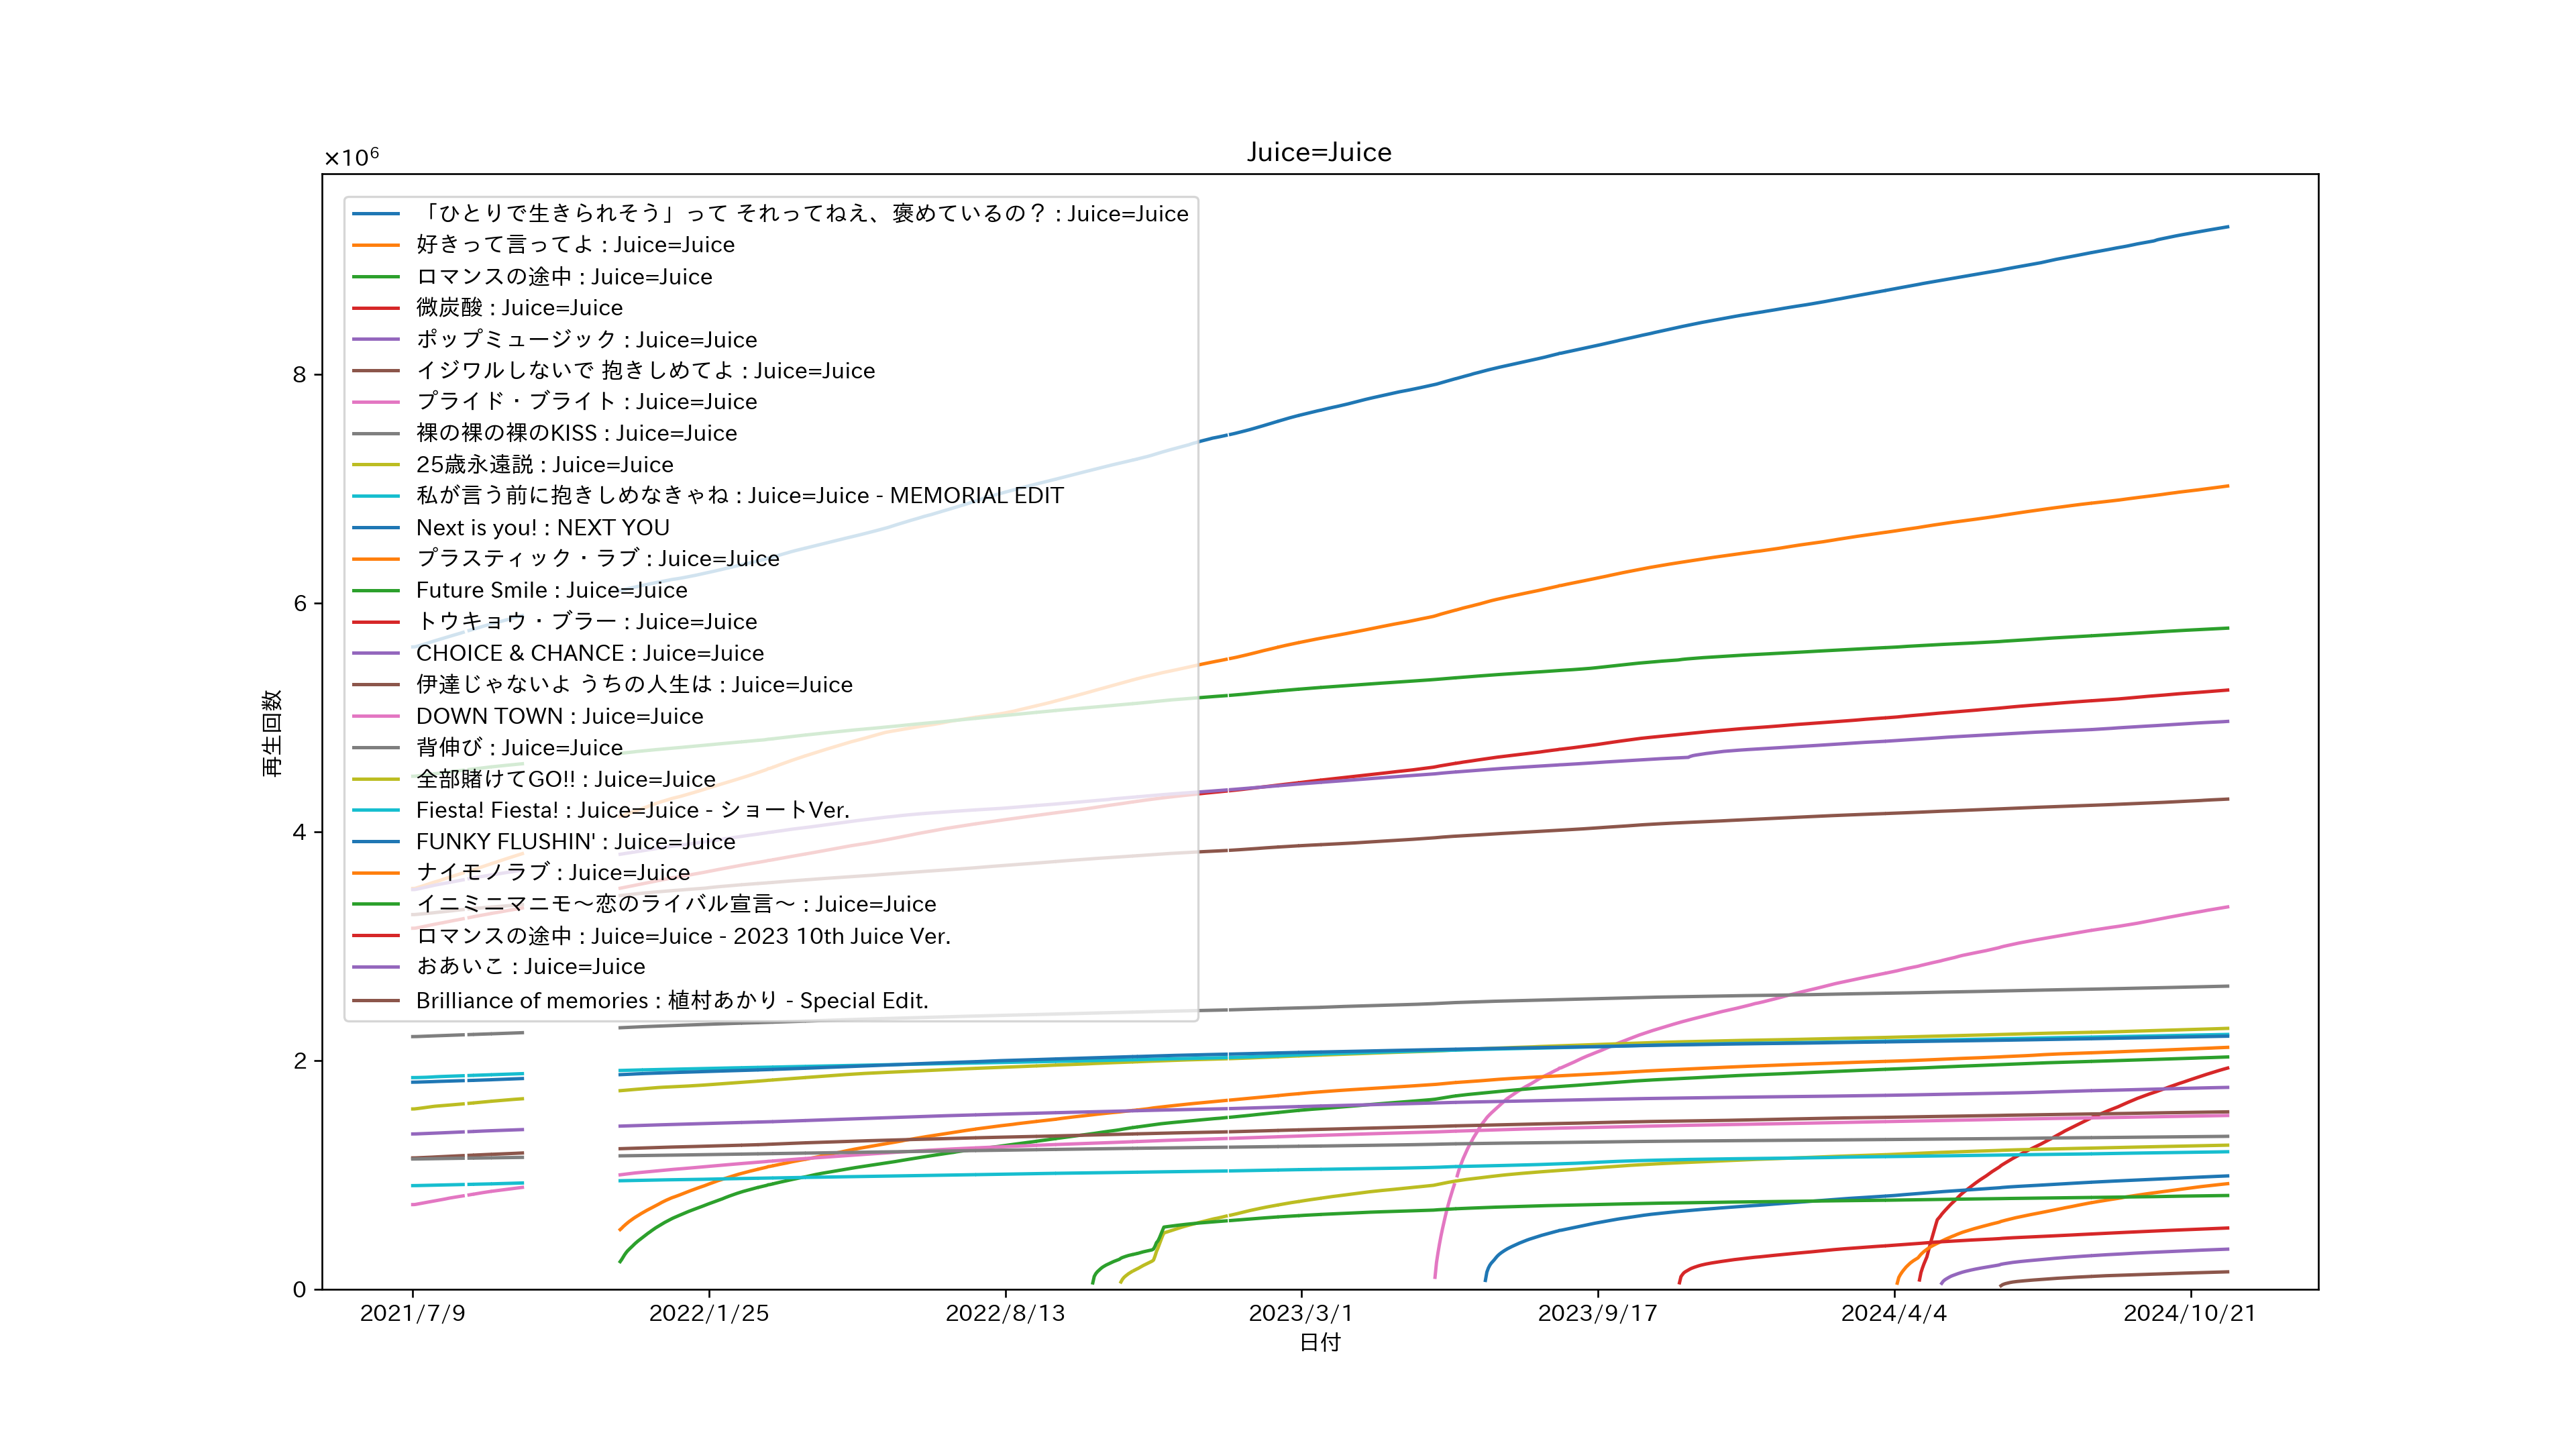 Juice=Juice
×10⁶
「ひとりで生きられそう」って それってねえ、褒めているの? : Juice=Juice
好きって言ってよ : Juice=Juice
ロマンスの途中 : Juice=Juice
微炭酸 : Juice=Juice
ポップミュージック : Juice=Juice
イジワルしないで 抱きしめてよ : Juice=Juice
プライド・ブライト : Juice=Juice
裸の裸の裸のKISS : Juice=Juice
25歳永遠説 : Juice=Juice
私が言う前に抱きしめなきゃね : Juice=Juice - MEMORIAL EDIT
Next is you! : NEXT YOU
プラスティック・ラブ : Juice=Juice
Future Smile : Juice=Juice
トウキョウ・ブラー : Juice=Juice
CHOICE & CHANCE : Juice=Juice
伊達じゃないよ うちの人生は : Juice=Juice
DOWN TOWN : Juice=Juice
背伸び : Juice=Juice
全部賭けてGO!! : Juice=Juice
Fiesta! Fiesta! : Juice=Juice - ショートVer.
FUNKY FLUSHIN' : Juice=Juice
ナイモノラブ : Juice=Juice
イニミニマニモ〜恋のライバル宣言〜 : Juice=Juice
ロマンスの途中 : Juice=Juice - 2023 10th Juice Ver.
おあいこ : Juice=Juice
Brilliance of memories : 植村あかり - Special Edit.
8
6
4
2
0
再生回数
2021/7/9
2022/1/25
2022/8/13
2023/3/1
2023/9/17
2024/4/4
2024/10/21
日付